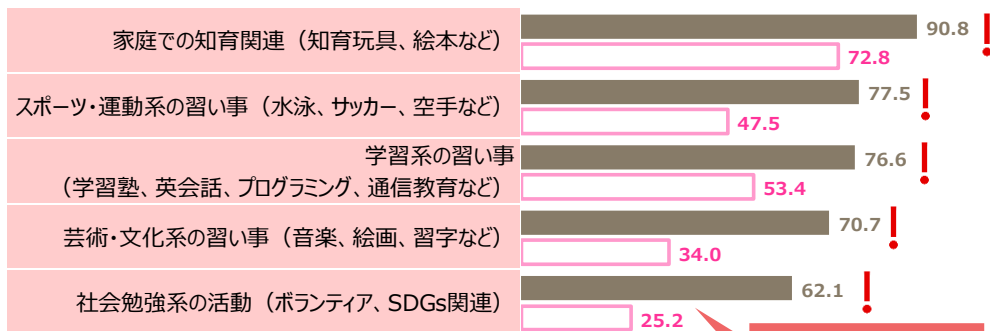 家庭での知育関連（知育玩具、絵本など）
90.8
72.8
スポーツ・運動系の習い事（水泳、サッカー、空手など）
77.5
47.5
学習系の習い事
（学習塾、英会話、プログラミング、通信教育など）
76.6
53.4
芸術・文化系の習い事（音楽、絵画、習字など）
70.7
34.0
社会勉強系の活動（ボランティア、SDGs関連）
62.1
25.2